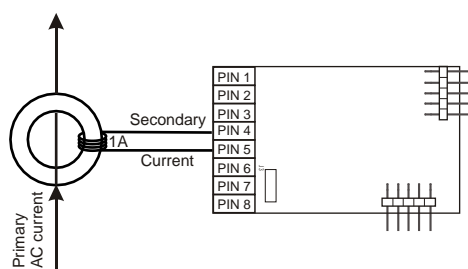 PIN 1
PIN 2
PIN 3
Secondary
PIN 4
1A
PIN 5
Current
PIN 6
J3
PIN 7
PIN 8
Primary
AC current